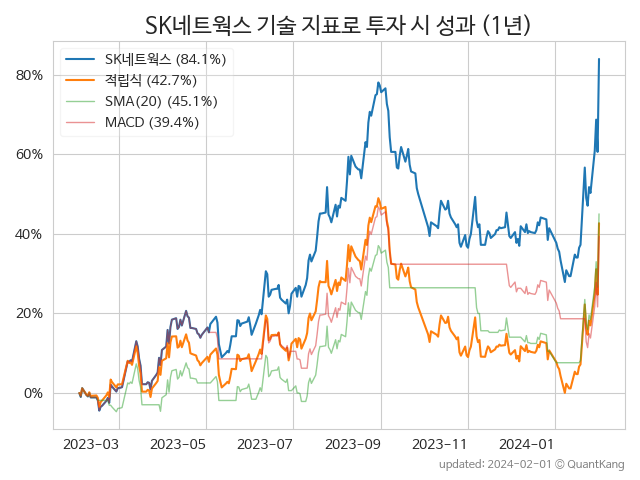 SK네트웍스 기술 지표로 투자 시 성과 (1년)
SK네트웍스 (84.1%)
적립식 (42.7%)
SMA(20) (45.1%)
MACD (39.4%)
80%
60%
40%
20%
0%
2023-03 2023-05 2023-07 2023-09 2023-11 2024-01
updated: 2024-02-01 © QuantKang